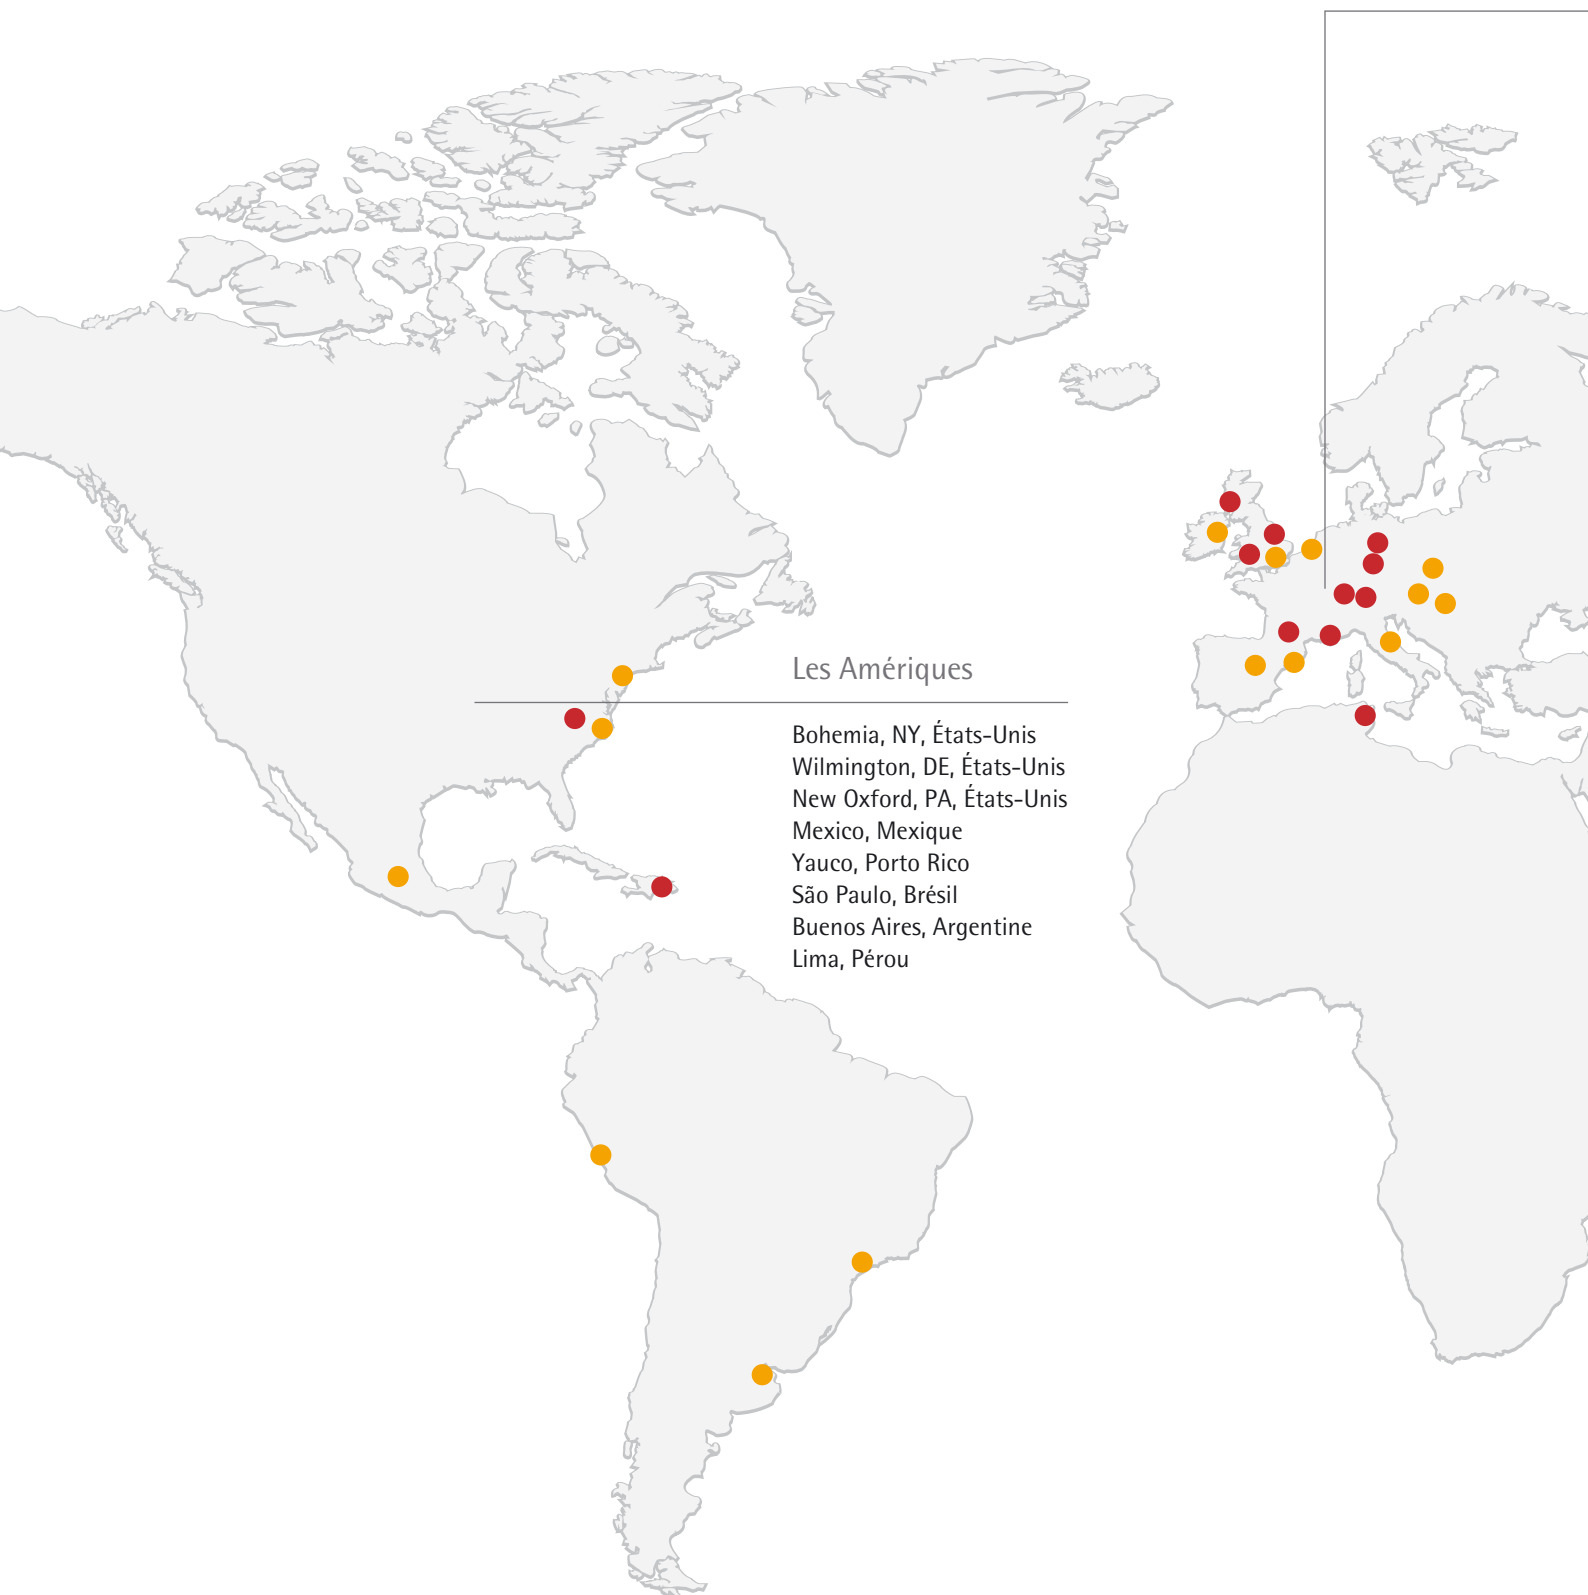 Les Amériques
Bohemia, NY, États-Unis
Wilmington, DE, États-Unis
New Oxford, PA, États-Unis
Mexico, Mexique
Yauco, Porto Rico
São Paulo, Brésil
Buenos Aires, Argentine
Lima, Pérou